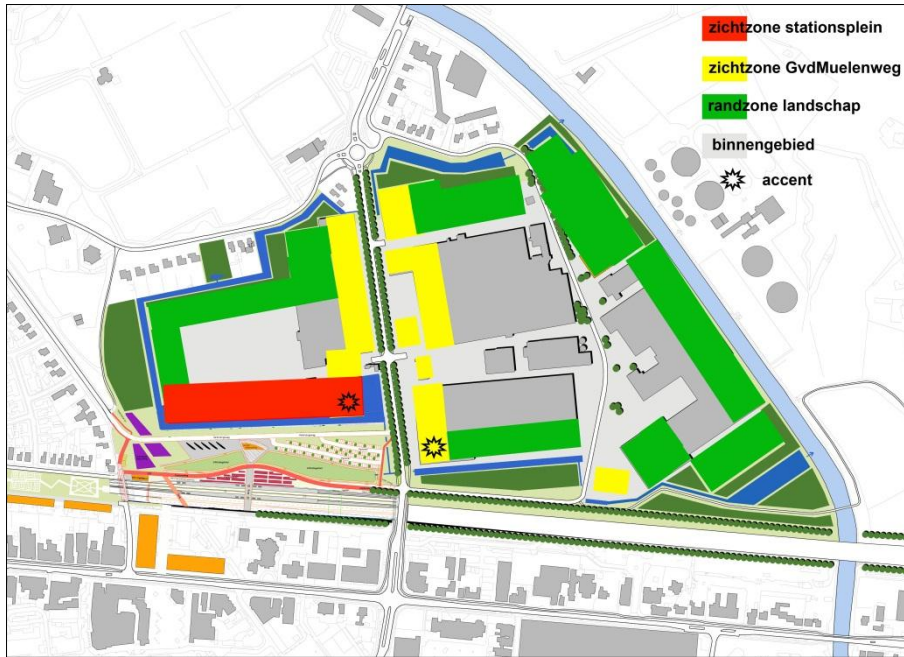 zichtzone stationsplein
zichtzone GvdMuelenweg
randzone landschap
binnengebied
accent